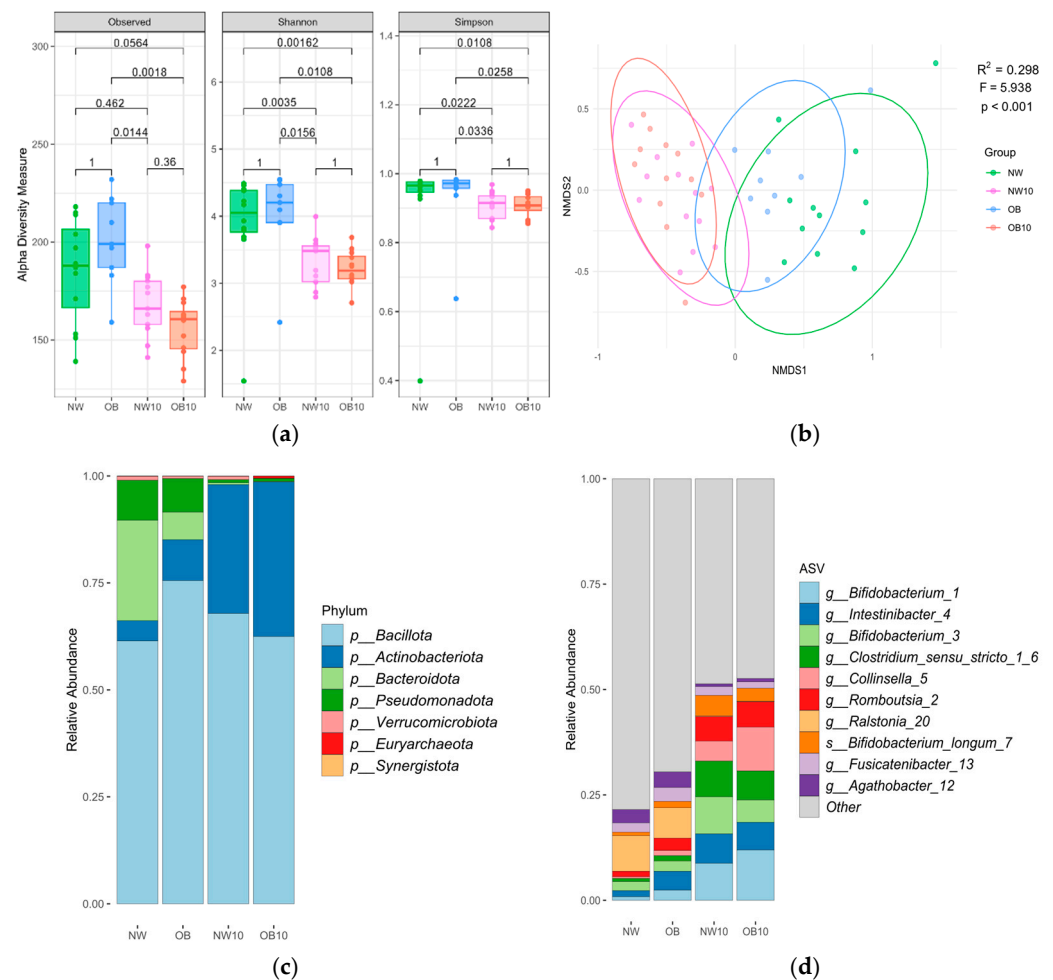 Observed
Shannon
Simpson
Alpha Diversity Measure
300
250
200
150
0.0564
0.0018
0.462
0.0144
1
0.36
NW
OB
NW10
OB10
6
5
4
3
2
0.00162
0.0108
0.0035
0.0156
1
1
NW
OB
NW10
OB10
1.4
1.2
1.0
0.8
0.6
0.4
0.0108
0.0258
0.0222
0.0336
1
1
NW
OB
NW10
OB10
(a)
NMDS2
0.5
0.0
-0.5
-1
0
1
NMDS1
R² = 0.298
F = 5.938
p < 0.001
Group
NW
NW10
OB
OB10
(b)
Relative Abundance
1.00
0.75
0.50
0.25
0.00
NW
OB
NW10
OB10
Phylum
p__Bacillota
p__Actinobacteriota
p__Bacteroidota
p__Pseudomonadota
p__Verrucomicrobiota
p__Euryarchaeota
p__Synergistota
(c)
Relative Abundance
1.00
0.75
0.50
0.25
0.00
NW
OB
NW10
OB10
ASV
g__Bifidobacterium_1
g__Intestinibacter_4
g__Bifidobacterium_3
g__Clostridium_sensu_stricto_1_6
g__Collinsella_5
g__Romboutsia_2
g__Ralstonia_20
s__Bifidobacterium_longum_7
g__Fusicatenibacter_13
g__Agathobacter_12
Other
(d)